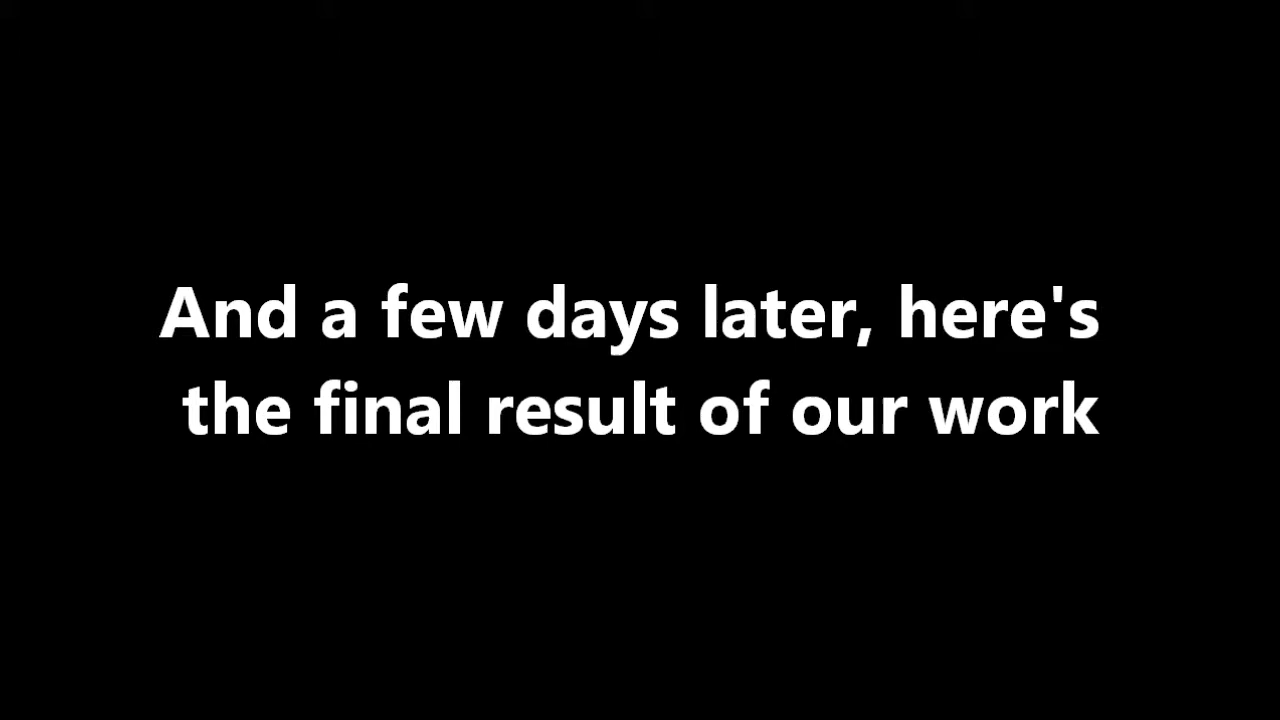 And a few days later, here's
the final result of our work